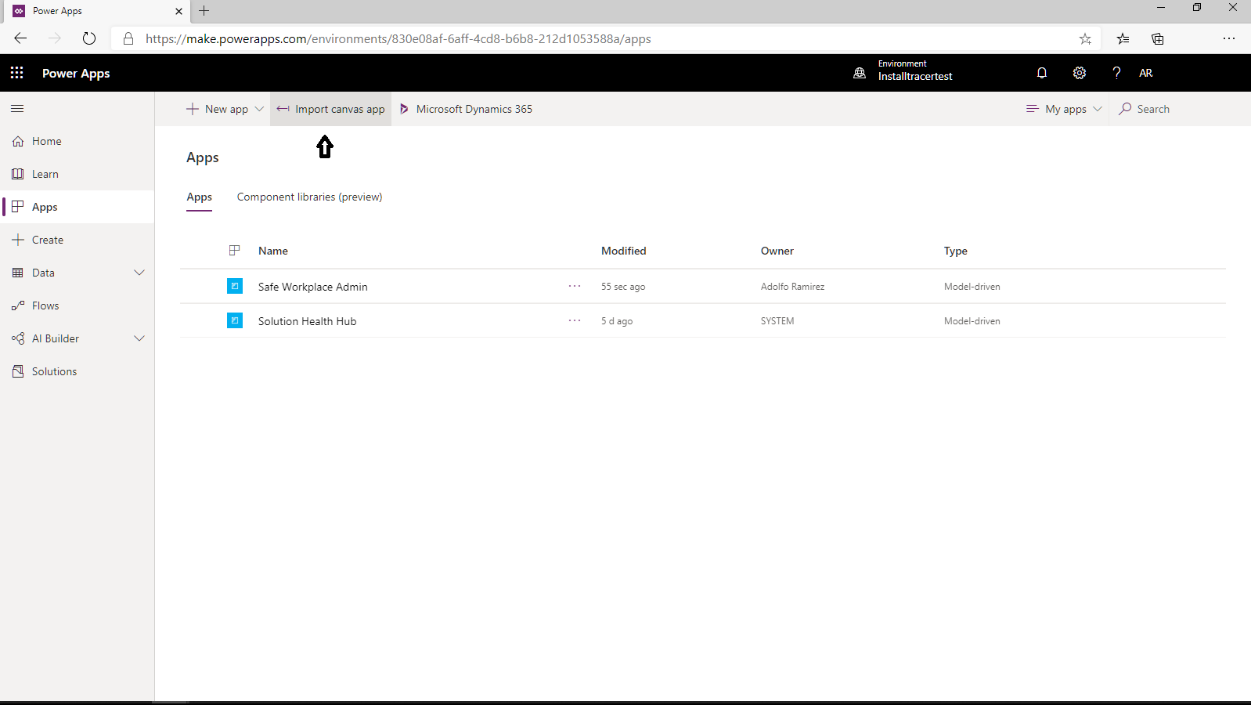 Power Apps
https://make.powerapps.com/environments/830e08af-6aff-4cd8-b6b8-212d1053588a/apps
Power Apps
Environment
Installtracertest
? AR
New app
Import canvas app
Microsoft Dynamics 365
My apps
Search
Home
Learn
Apps
Create
Data
Flows
AI Builder
Solutions
Apps
Apps Component libraries (preview)
Name Modified Owner Type
Safe Workplace Admin ··· 55 sec ago Adolfo Ramirez Model-driven
Solution Health Hub ··· 5 d ago SYSTEM Model-driven